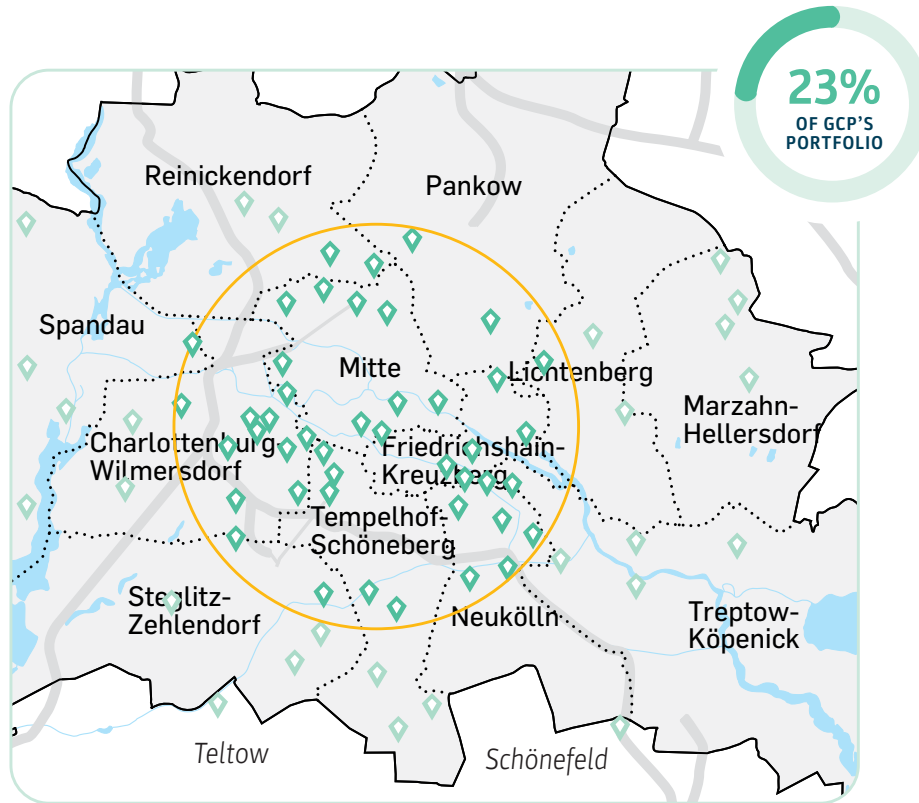 23%
OF GCP'S
PORTFOLIO
Reinickendorf
Pankow
Spandau
Mitte
Lichtenberg
Marzahn-
Hellersdorf
Charlottenburg-
Wilmersdorf
Friedrichshain-
Kreuzberg
Tempelhof-
Schöneberg
Steglitz-
Zehlendorf
Neukölln
Treptow-
Köpenick
Teltow
Schönefeld